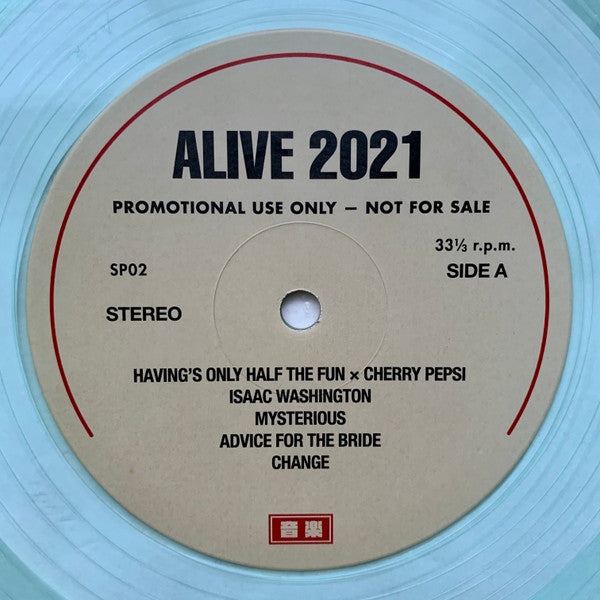 ALIVE 2021
PROMOTIONAL USE ONLY – NOT FOR SALE
33⅓ r.p.m.
SP02
SIDE A
STEREO
HAVING'S ONLY HALF THE FUN × CHERRY PEPSI
ISAAC WASHINGTON
MYSTERIOUS
ADVICE FOR THE BRIDE
CHANGE
音楽